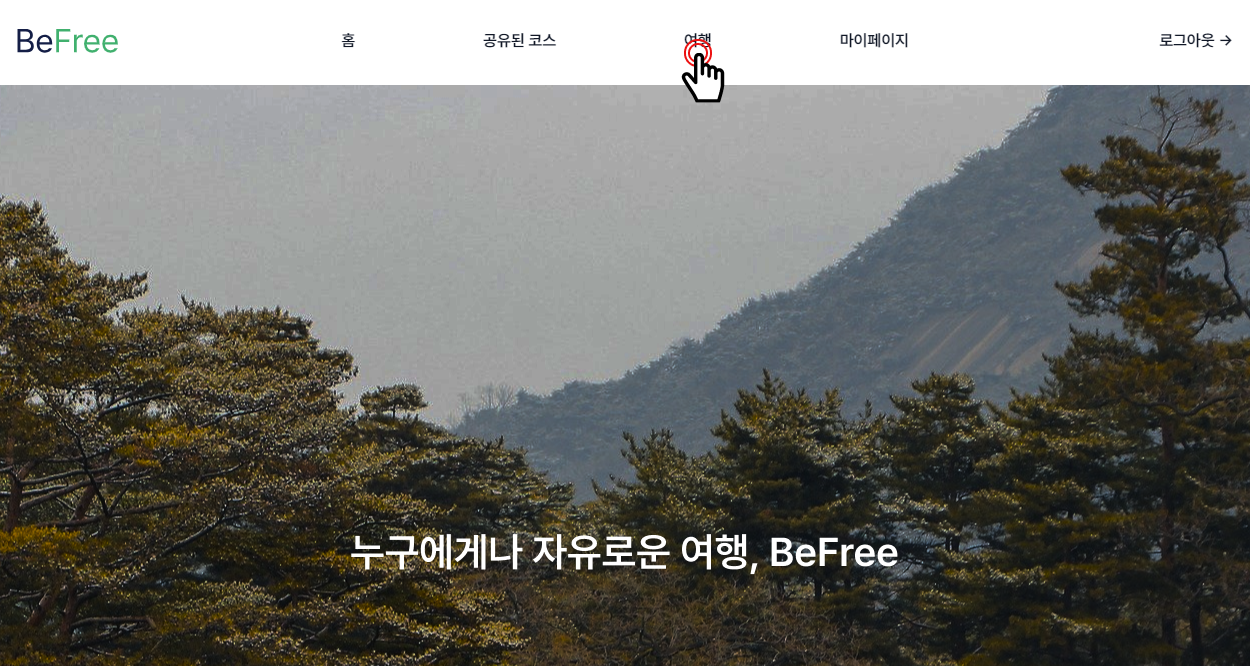 BeFree
홈
공유된 코스
여행
마이페이지
로그아웃 →
누구에게나 자유로운 여행, BeFree